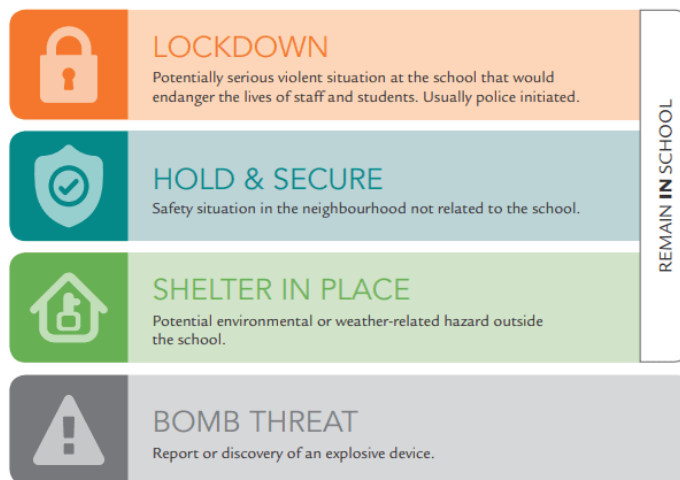 LOCKDOWN
Potentially serious violent situation at the school that would
endanger the lives of staff and students. Usually police initiated.
HOLD & SECURE
Safety situation in the neighbourhood not related to the school.
SHELTER IN PLACE
Potential environmental or weather-related hazard outside
the school.
REMAIN IN SCHOOL
BOMB THREAT
Report or discovery of an explosive device.